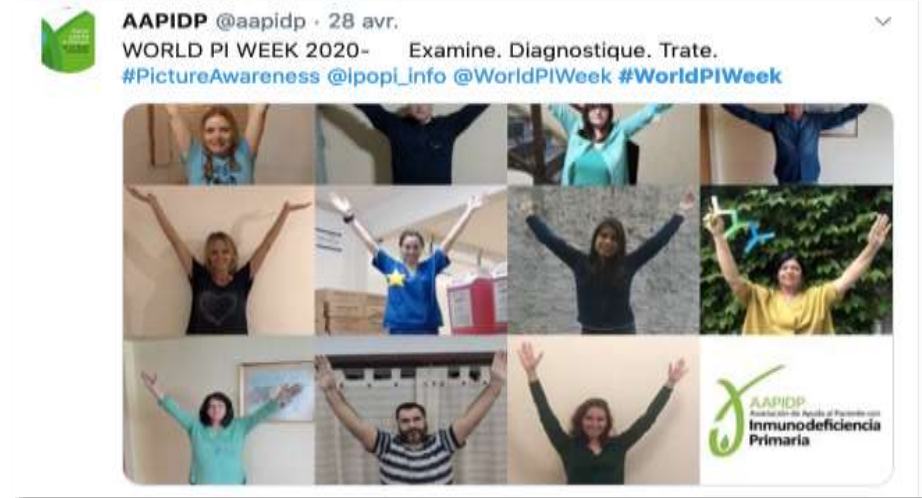 AAPIDP @aapidp · 28 avr.
WORLD PI WEEK 2020- Examine. Diagnostique. Trate.
#PictureAwareness @ipopi_info @WorldPIWeek #WorldPIWeek
AAPIDP
Asociación de Ayuda al Paciente con
Inmunodeficiencia
Primaria